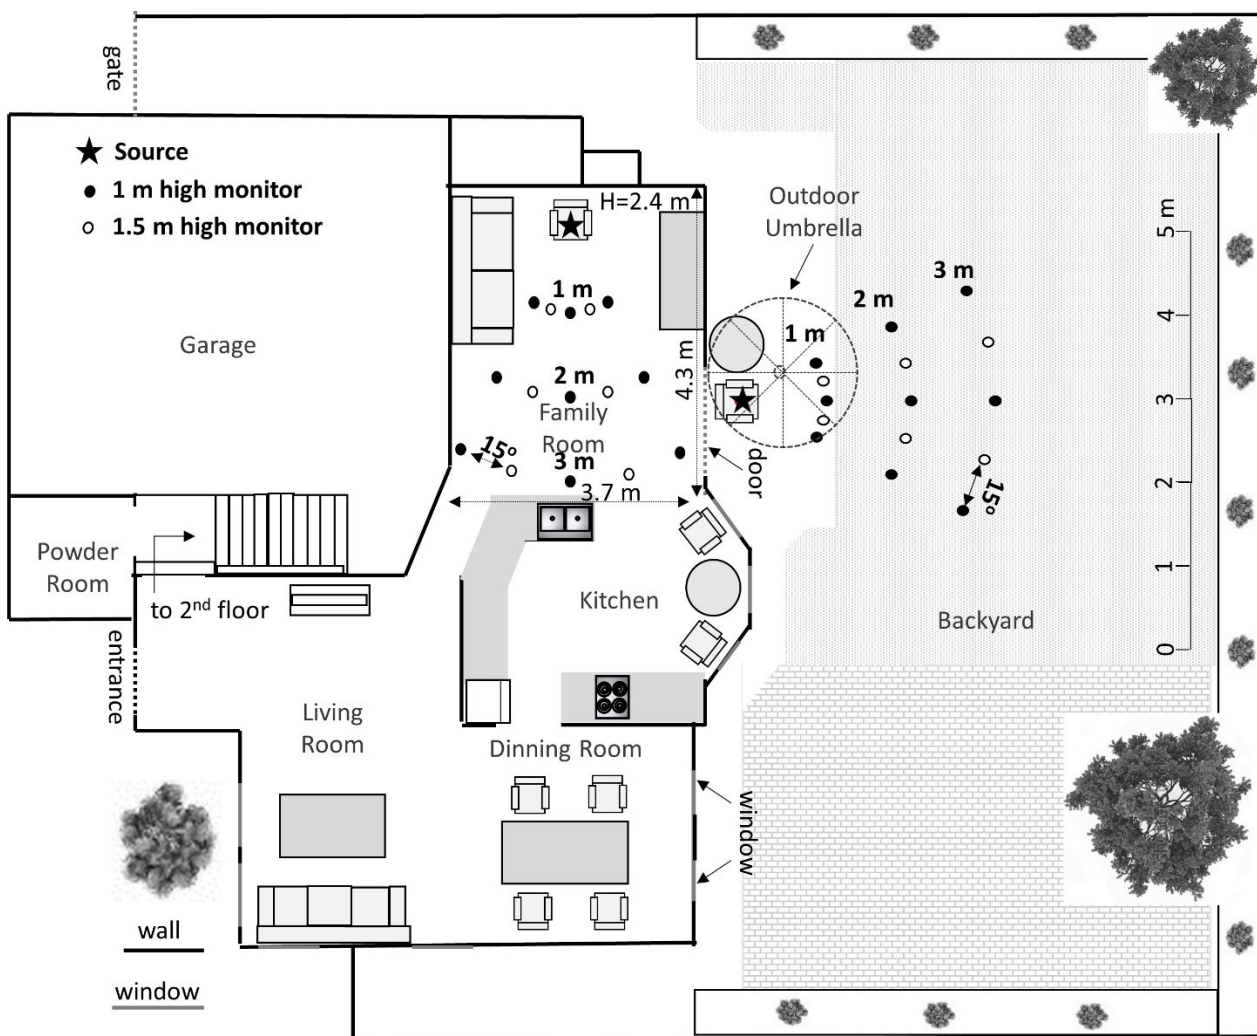 gate
Source
1 m high monitor
1.5 m high monitor
H=2.4 m
Outdoor
Umbrella
5 m
4
3
2
1
0
1 m
2 m
3 m
1 m
2 m
3 m
4.3 m
Garage
Family
Room
15°
15°
door
3.7 m
Powder
Room
to 2nd floor
Kitchen
Backyard
entrance
Living
Room
Dinning Room
window
wall
window